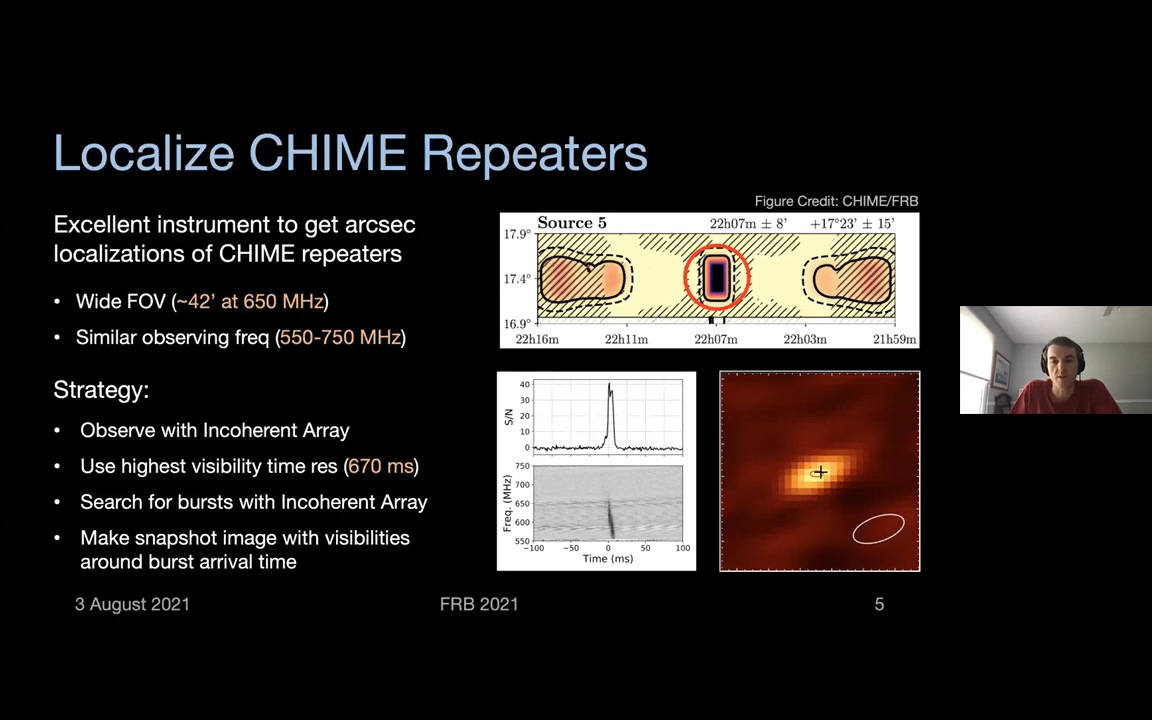 Localize CHIME Repeaters
Excellent instrument to get arcsec
localizations of CHIME repeaters
• Wide FOV (~42’ at 650 MHz)
• Similar observing freq (550-750 MHz)
Strategy:
• Observe with Incoherent Array
• Use highest visibility time res (670 ms)
• Search for bursts with Incoherent Array
• Make snapshot image with visibilities
around burst arrival time
Figure Credit: CHIME/FRB
Source 5 22h07m ± 8' +17°23' ± 15'
17.9°
17.4°
16.9°
22h16m 22h11m 22h07m 22h03m 21h59m
S/N
40
30
20
10
0
Freq. (MHz)
750
700
650
600
550
−100 −50 0 50 100
Time (ms)
3 August 2021 FRB 2021 5